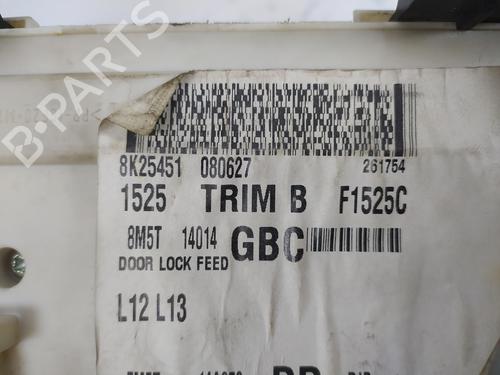 B-PARTS
8K25451 080627 261754
1525 TRIM B F1525C
8M5T 14014 GBC
DOOR LOCK FEED
L12 L13